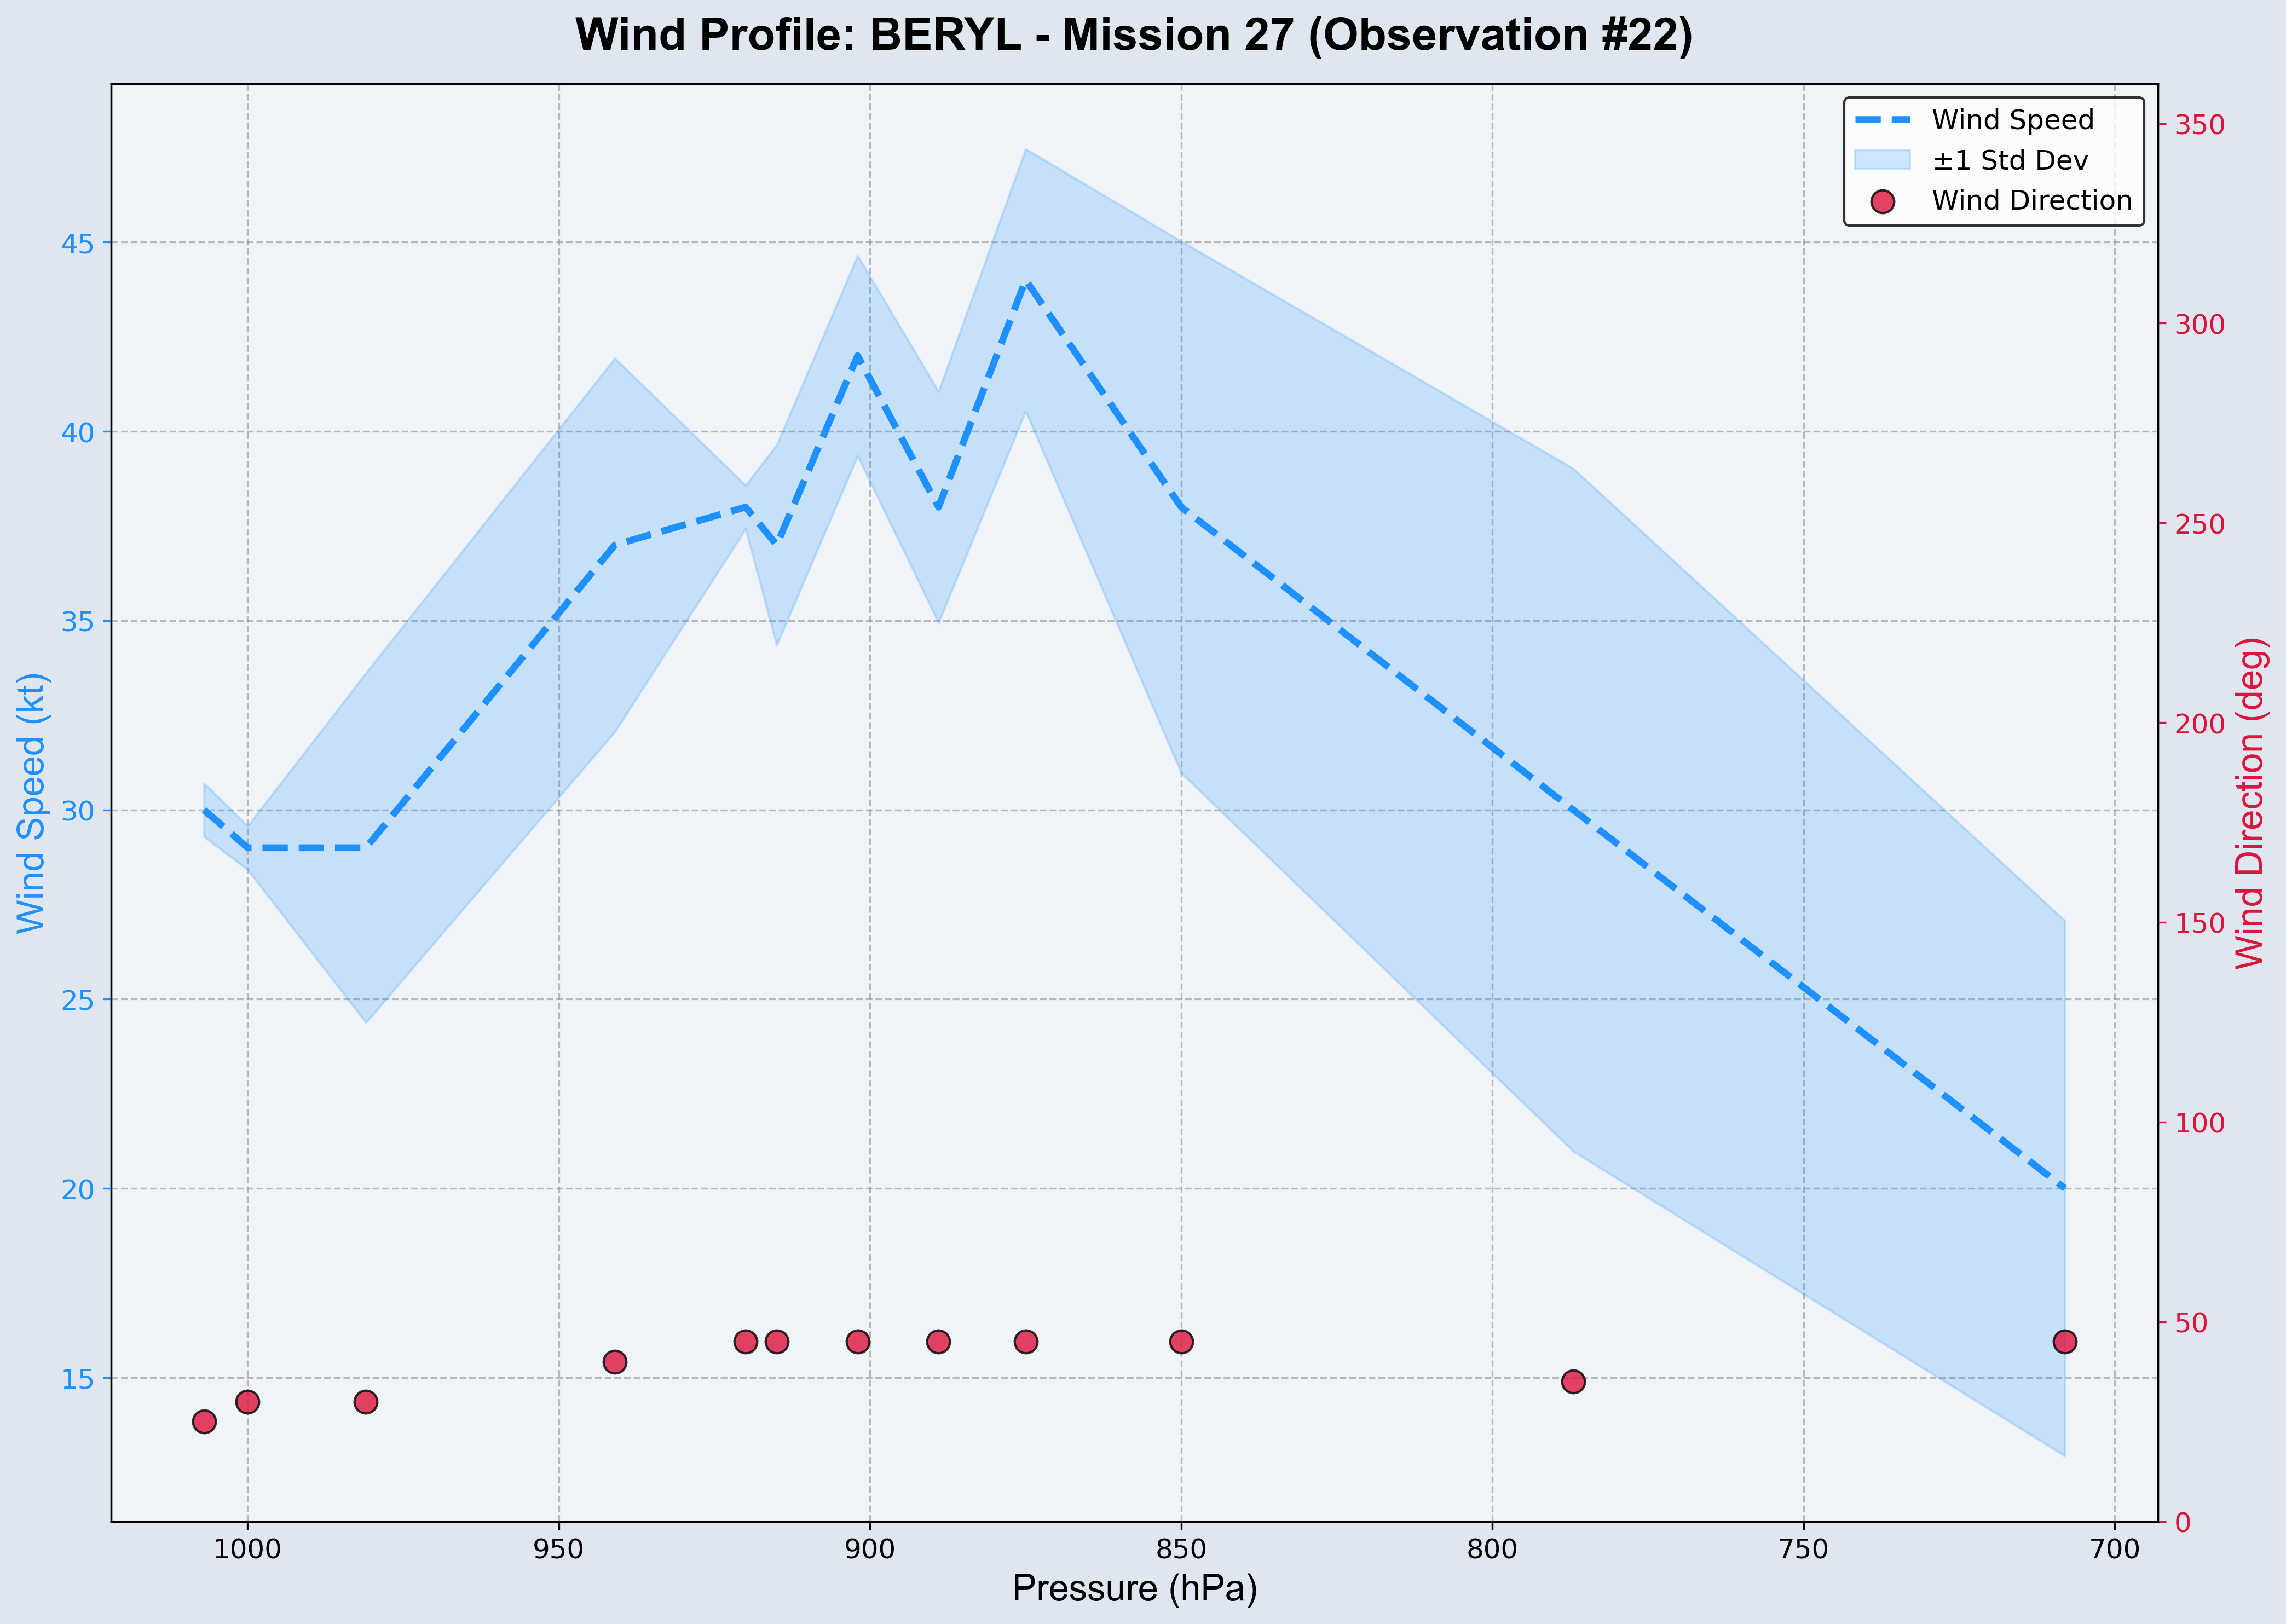 Wind Profile: BERYL - Mission 27 (Observation #22)
Wind Speed
±1 Std Dev
Wind Direction
45
40
35
30
25
20
15
Wind Speed (kt)
350
300
250
200
150
100
50
0
Wind Direction (deg)
1000 950 900 850 800 750 700
Pressure (hPa)